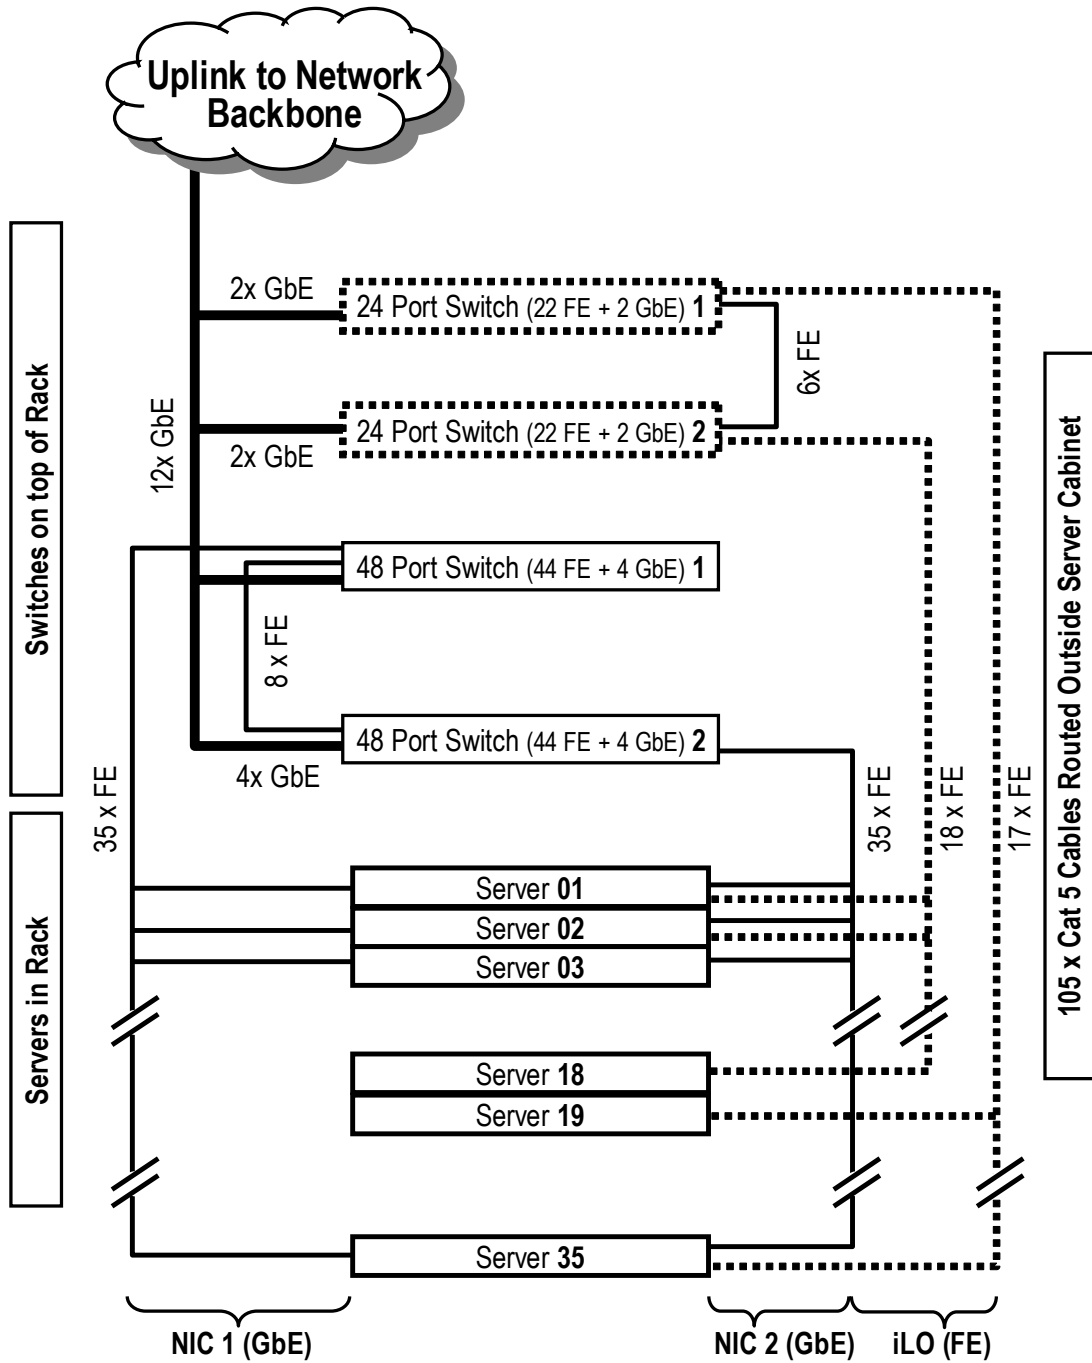 Uplink to Network
Backbone
2x GbE
24 Port Switch (22 FE + 2 GbE) 1
6x FE
24 Port Switch (22 FE + 2 GbE) 2
2x GbE
12x GbE
Switches on top of Rack
48 Port Switch (44 FE + 4 GbE) 1
8 x FE
48 Port Switch (44 FE + 4 GbE) 2
4x GbE
35 x FE
35 x FE
18 x FE
17 x FE
105 x Cat 5 Cables Routed Outside Server Cabinet
Servers in Rack
Server 01
Server 02
Server 03
Server 18
Server 19
Server 35
NIC 1 (GbE)
NIC 2 (GbE)
iLO (FE)